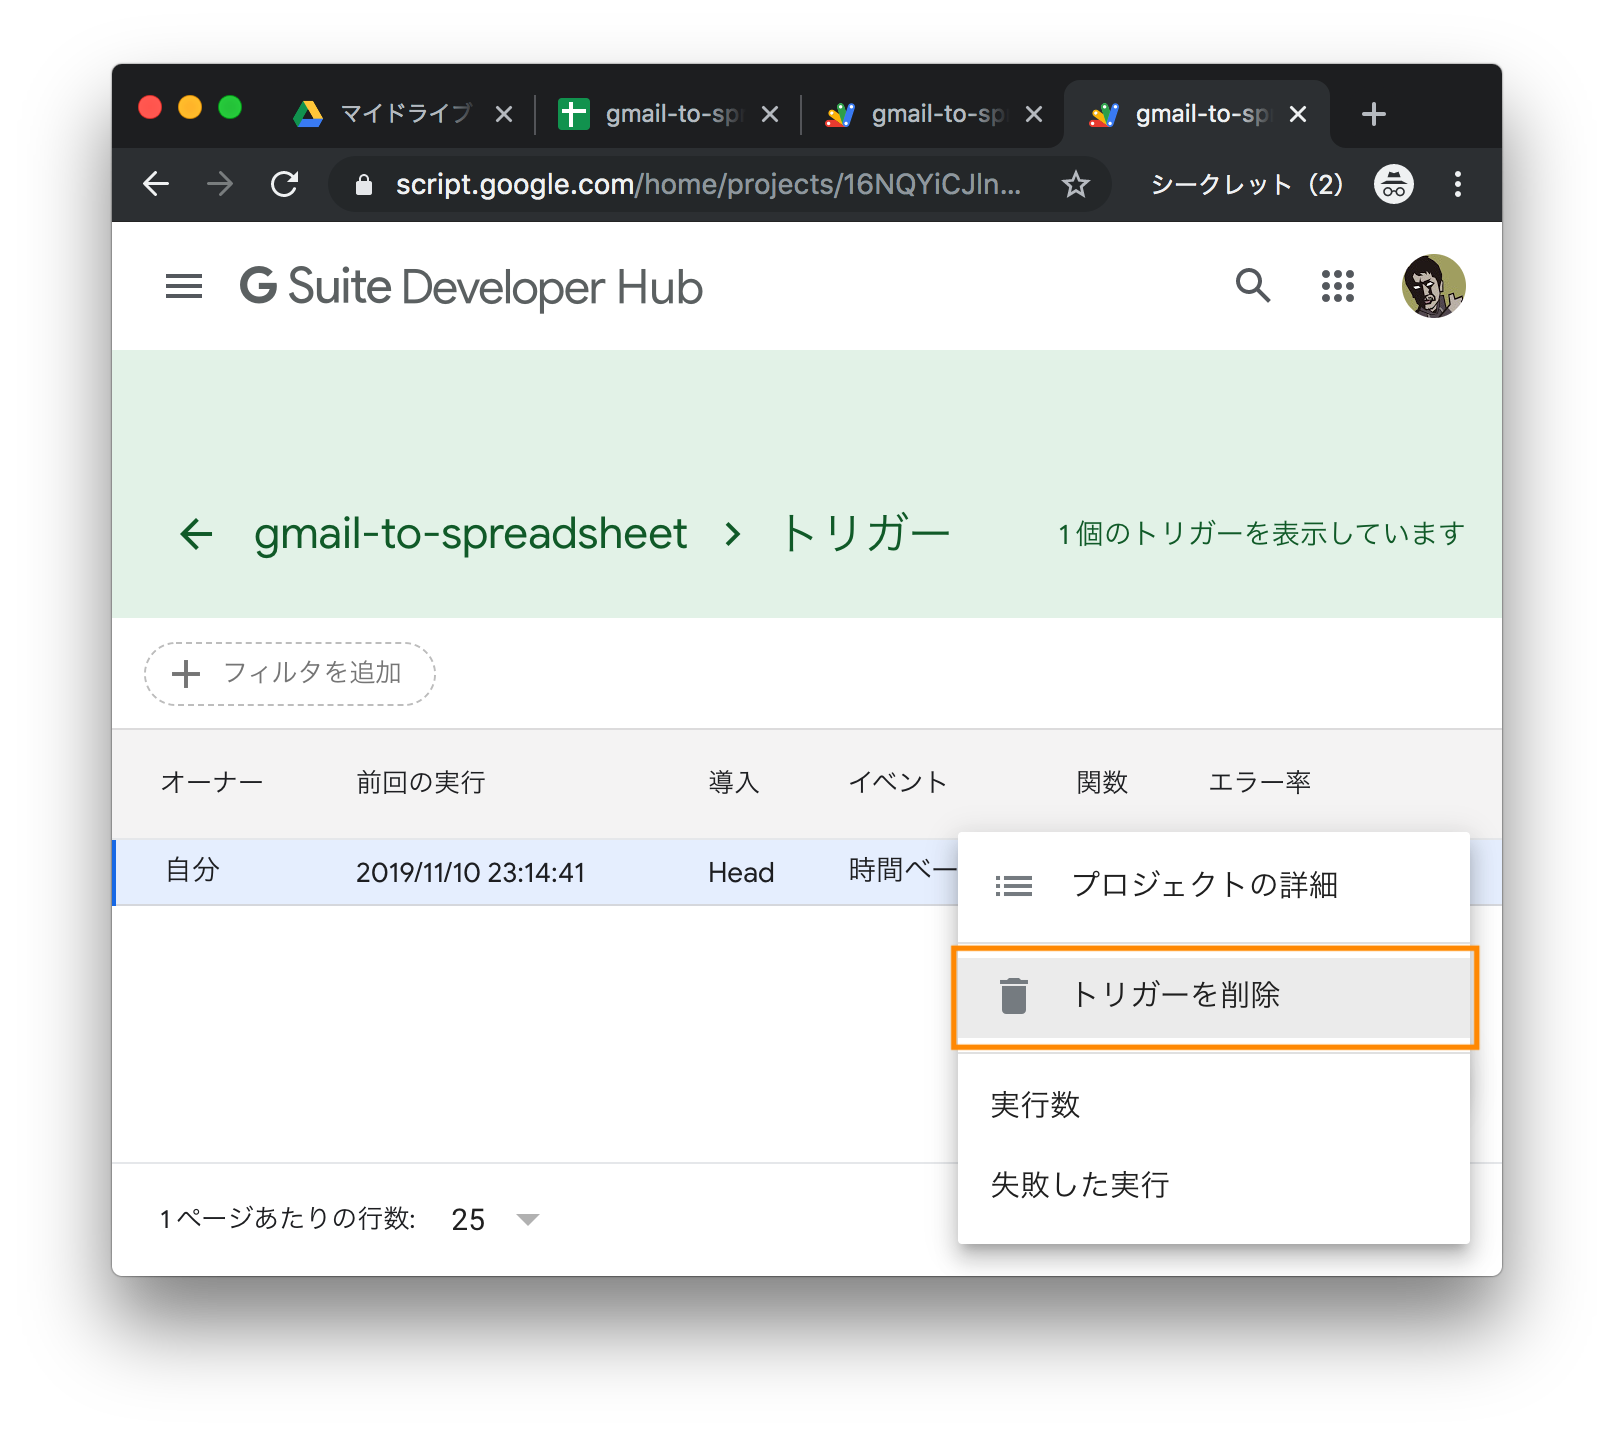 マイドライブ
gmail-to-sp
gmail-to-sp
gmail-to-sp
script.google.com/home/projects/16NQYiCJln...
シークレット（2）
G Suite Developer Hub
gmail-to-spreadsheet > トリガー
1個のトリガーを表示しています
フィルタを追加
オーナー 前回の実行 導入 イベント 関数 エラー率
自分 2019/11/10 23:14:41 Head 時間ベー
プロジェクトの詳細
トリガーを削除
実行数
失敗した実行
1ページあたりの行数: 25